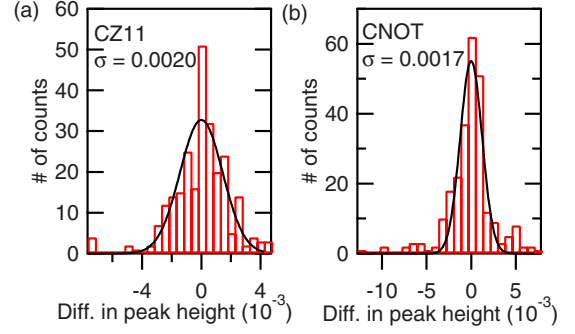 (a)
CZ11
σ = 0.0020
# of counts
60
50
40
30
20
10
0
-4
0
4
Diff. in peak height (10⁻³)
(b)
CNOT
σ = 0.0017
# of counts
60
40
20
0
-10
-5
0
5
Diff. in peak height (10⁻³)